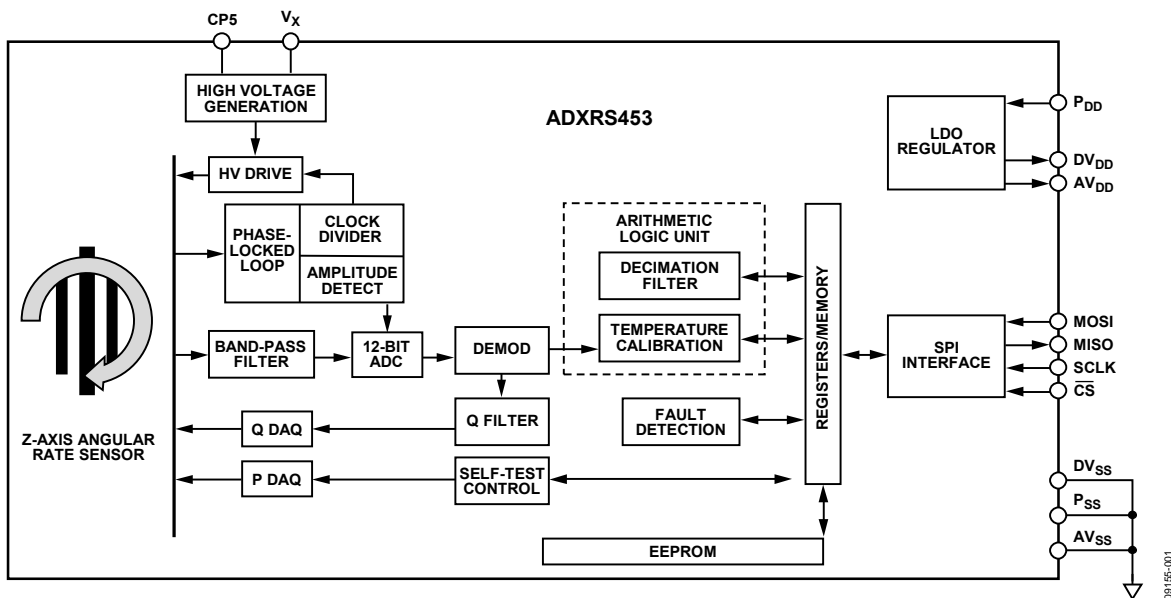 CP5
VX
HIGH VOLTAGE
GENERATION
ADXRS453
LDO
REGULATOR
PDD
DVDD
AVDD
HV DRIVE
PHASE-
LOCKED
LOOP
CLOCK
DIVIDER
AMPLITUDE
DETECT
ARITHMETIC
LOGIC UNIT
DECIMATION
FILTER
TEMPERATURE
CALIBRATION
BAND-PASS
FILTER
12-BIT
ADC
DEMOD
Q FILTER
FAULT
DETECTION
REGISTERS/MEMORY
SPI
INTERFACE
MOSI
MISO
SCLK
CS
Z-AXIS ANGULAR
RATE SENSOR
Q DAQ
P DAQ
SELF-TEST
CONTROL
EEPROM
DVSS
PSS
AVSS
09155-001